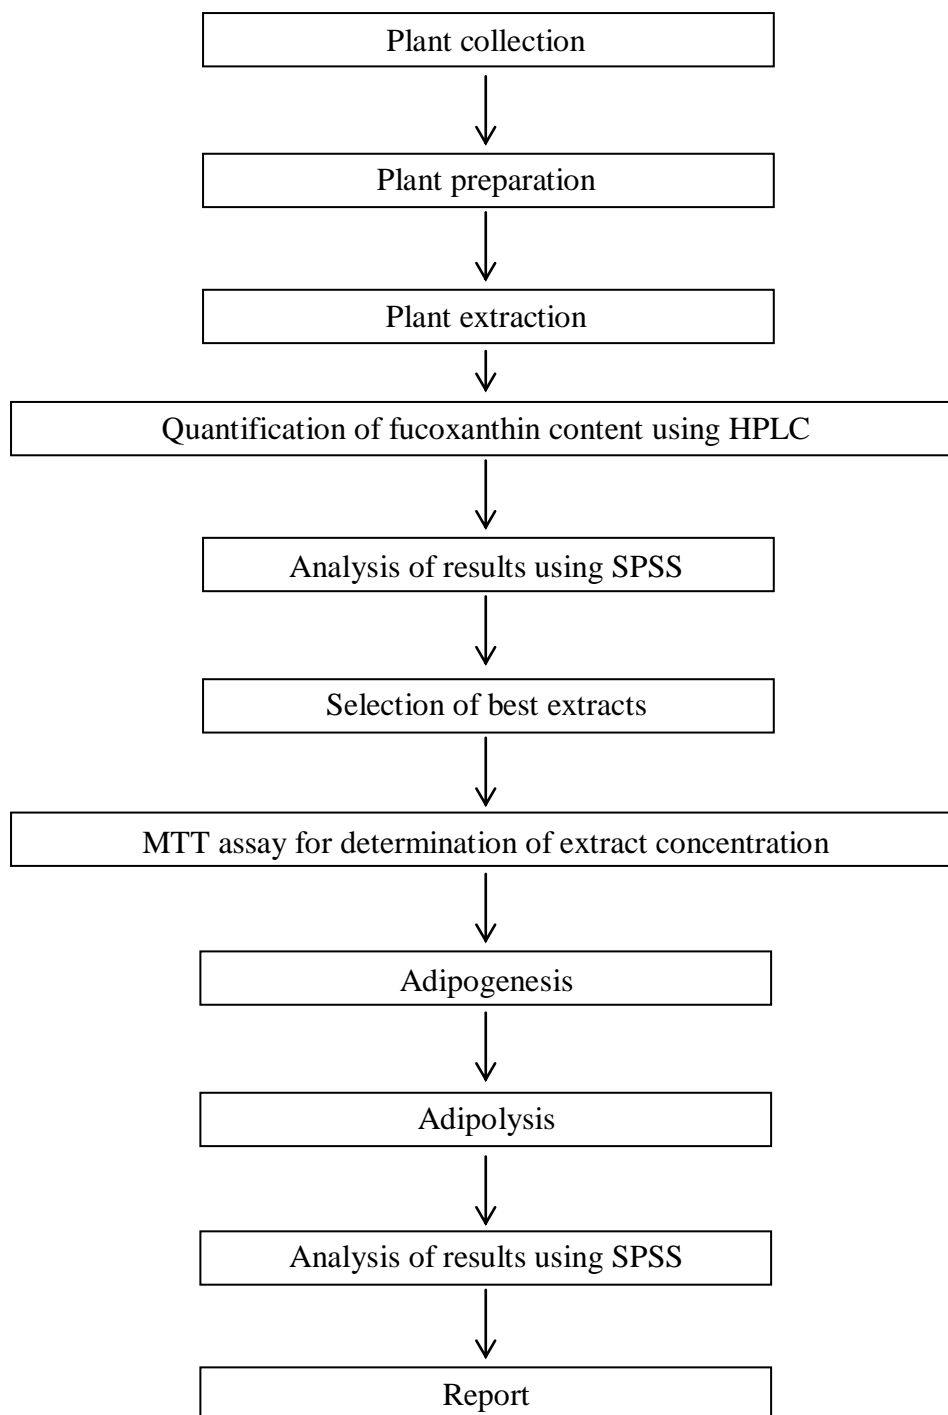 Plant collection
Plant preparation
Plant extraction
Quantification of fucoxanthin content using HPLC
Analysis of results using SPSS
Selection of best extracts
MTT assay for determination of extract concentration
Adipogenesis
Adipolysis
Analysis of results using SPSS
Report